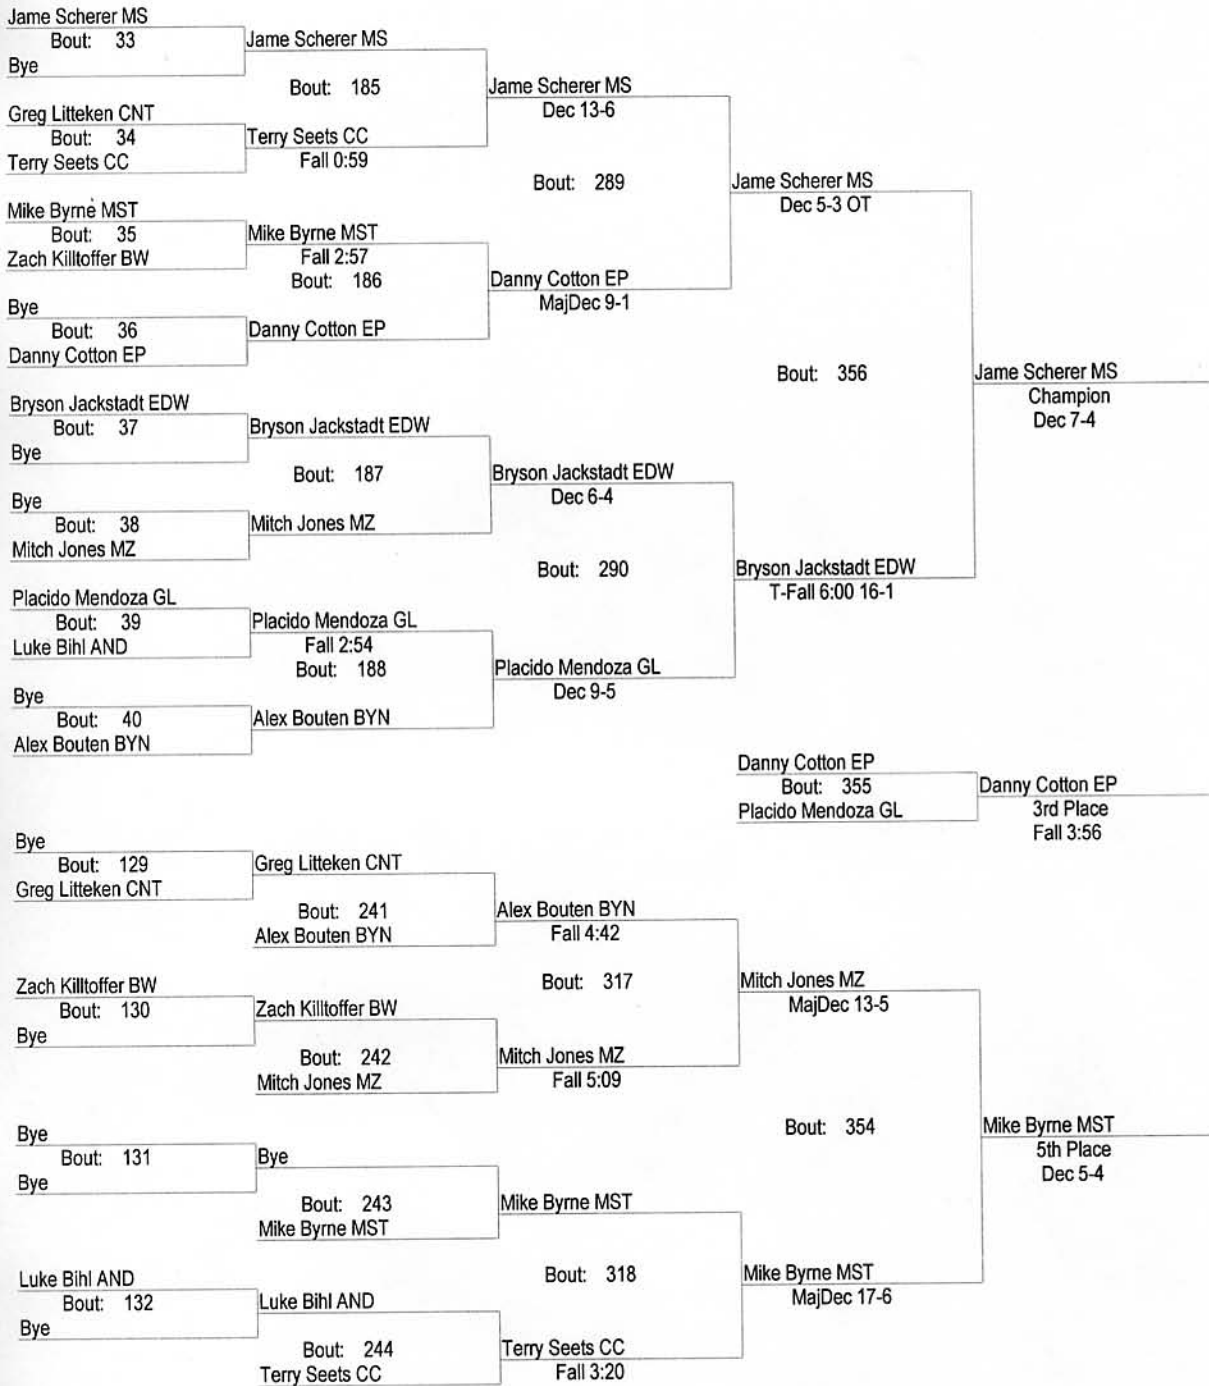 Jame Scherer MS
Bout: 33
Bye
Jame Scherer MS
Bout: 185
Greg Litteken CNT
Bout: 34
Terry Seets CC
Terry Seets CC
Fall 0:59
Jame Scherer MS
Dec 13-6
Bout: 289
Mike Byrne MST
Bout: 35
Zach Killtoffer BW
Mike Byrne MST
Fall 2:57
Bout: 186
Bye
Bout: 36
Danny Cotton EP
Danny Cotton EP
Danny Cotton EP
MajDec 9-1
Jame Scherer MS
Dec 5-3 OT
Bout: 356
Jame Scherer MS
Champion
Dec 7-4
Bryson Jackstadt EDW
Bout: 37
Bye
Bryson Jackstadt EDW
Bout: 187
Bye
Bout: 38
Mitch Jones MZ
Mitch Jones MZ
Bryson Jackstadt EDW
Dec 6-4
Bout: 290
Bryson Jackstadt EDW
T-Fall 6:00 16-1
Placido Mendoza GL
Bout: 39
Luke Bihl AND
Placido Mendoza GL
Fall 2:54
Bout: 188
Bye
Bout: 40
Alex Bouten BYN
Alex Bouten BYN
Placido Mendoza GL
Dec 9-5
Danny Cotton EP
Bout: 355
Placido Mendoza GL
Danny Cotton EP
3rd Place
Fall 3:56
Bye
Bout: 129
Greg Litteken CNT
Greg Litteken CNT
Bout: 241
Alex Bouten BYN
Alex Bouten BYN
Fall 4:42
Bout: 317
Zach Killtoffer BW
Bout: 130
Bye
Zach Killtoffer BW
Bout: 242
Mitch Jones MZ
Mitch Jones MZ
Fall 5:09
Mitch Jones MZ
MajDec 13-5
Bout: 354
Mike Byrne MST
5th Place
Dec 5-4
Bye
Bout: 131
Bye
Bye
Bout: 243
Mike Byrne MST
Mike Byrne MST
Bout: 318
Mike Byrne MST
MajDec 17-6
Luke Bihl AND
Bout: 132
Bye
Luke Bihl AND
Bout: 244
Terry Seets CC
Terry Seets CC
Fall 3:20